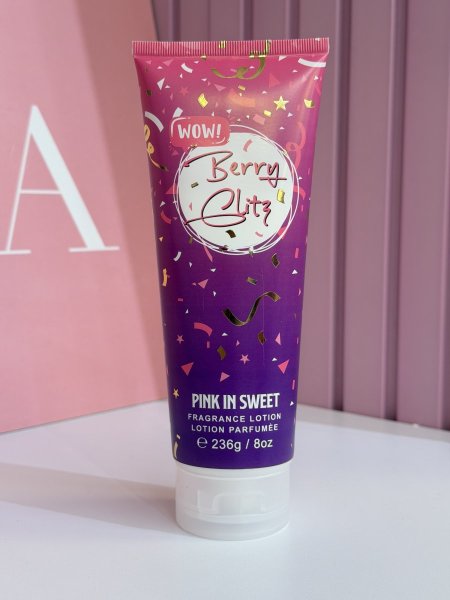 A
WOW!
Berry
Glitz
PINK IN SWEET
FRAGRANCE LOTION
LOTION PARFUMÉE
℮ 236g / 8oz